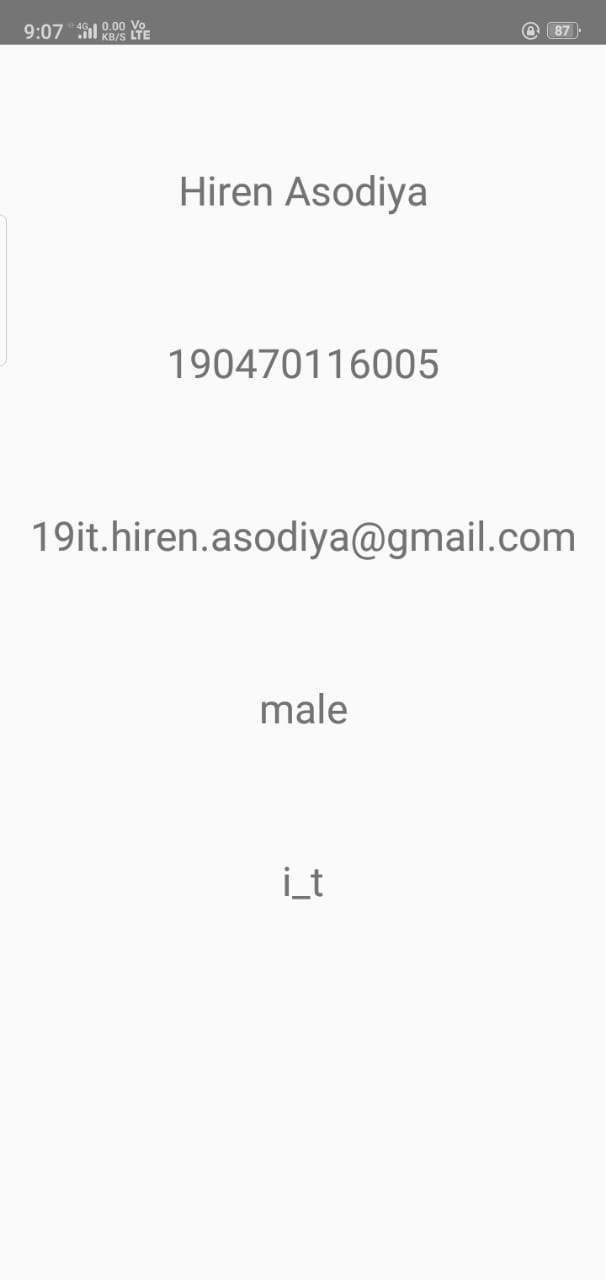 9:07 4G 0.00 KB/S Vo LTE 87
Hiren Asodiya
190470116005
19it.hiren.asodiya@gmail.com
male
i_t